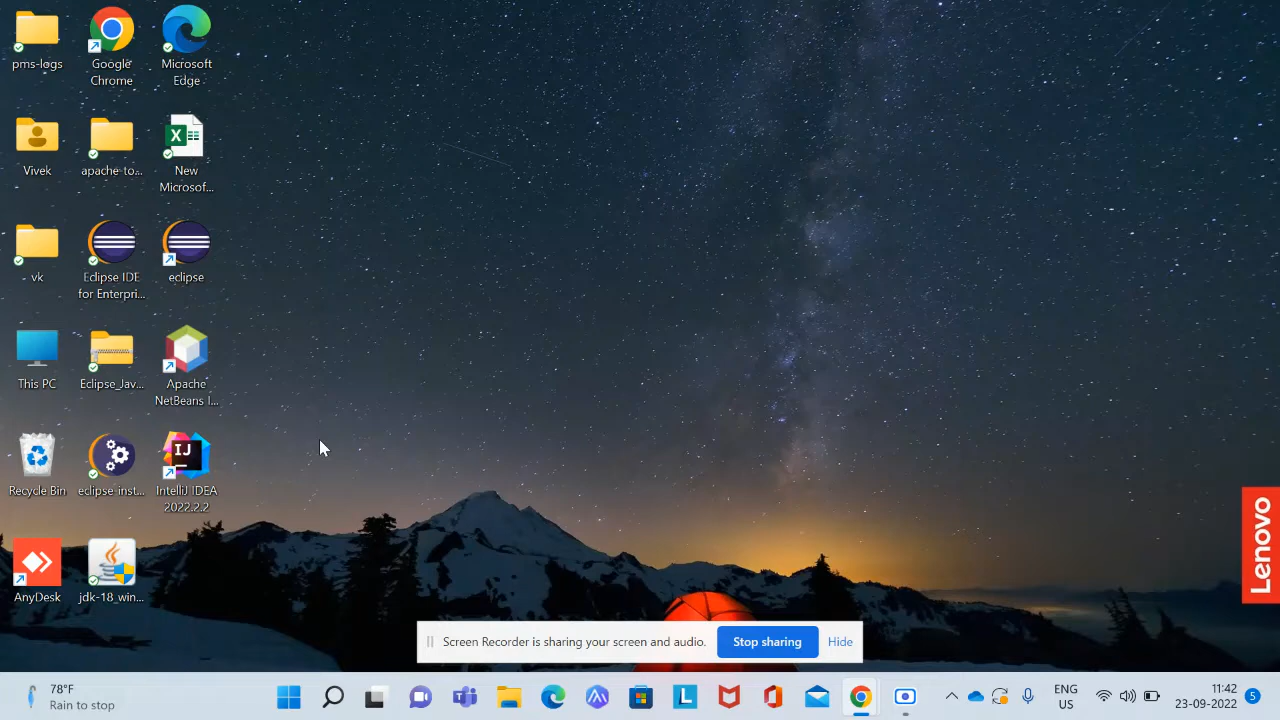 pms-logs
Google
Chrome
Microsoft
Edge
Vivek
apache-to...
New
Microsof...
vk
Eclipse IDE
for Enterpri...
eclipse
This PC
Eclipse_Jav...
Apache
NetBeans I...
Recycle Bin
eclipse-inst...
IJ
IntelliJ IDEA
2022.2.2
AnyDesk
jdk-18_win...
Lenovo
Screen Recorder is sharing your screen and audio.
Stop sharing
Hide
78°F
Rain to stop
ENG
US
11:42
23-09-2022
5